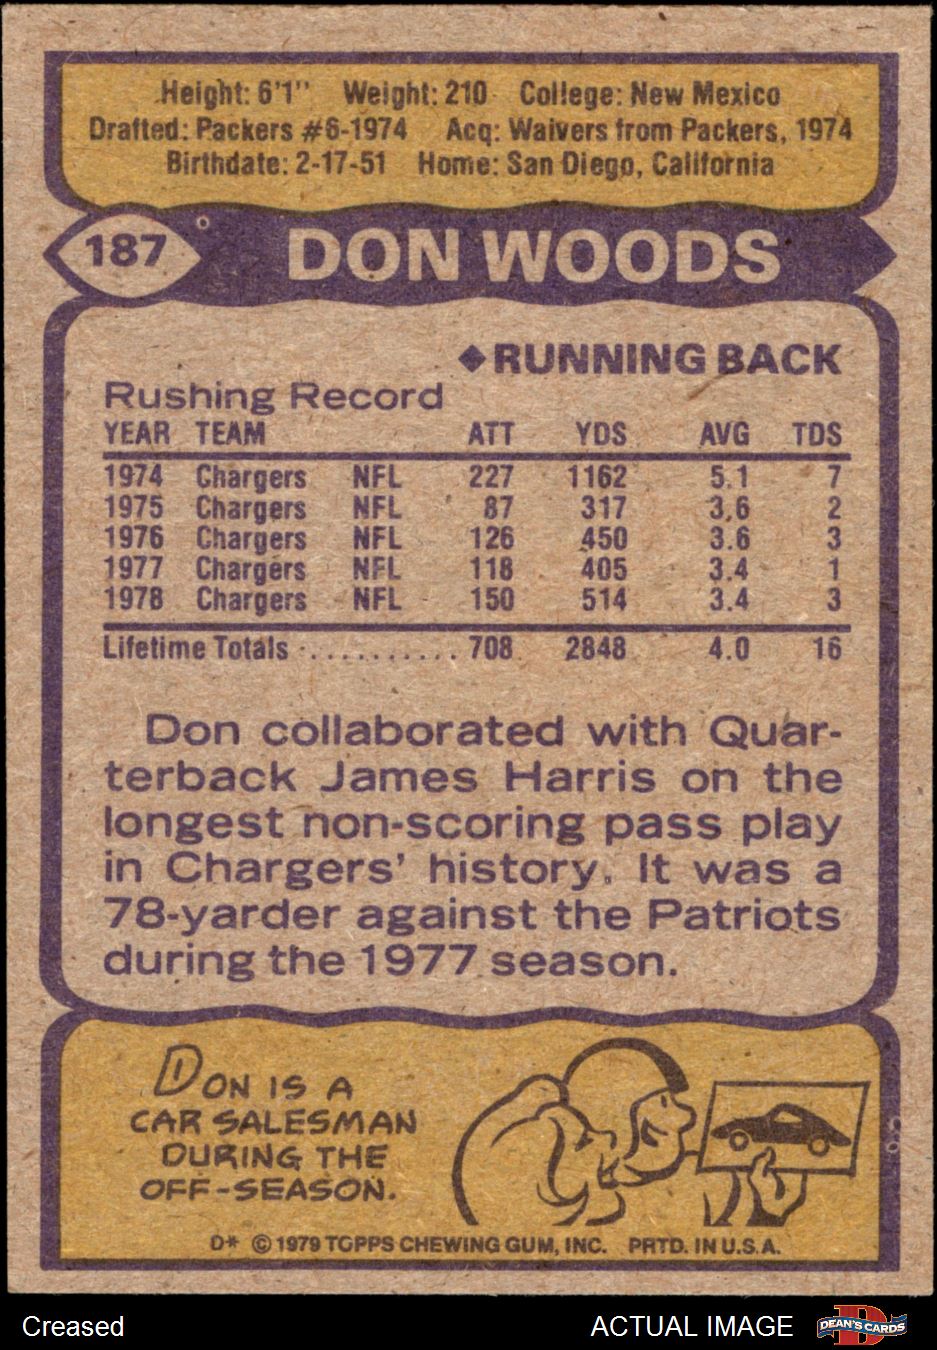 Height: 6'1" Weight: 210 College: New Mexico
Drafted: Packers #6-1974 Acq: Waivers from Packers, 1974
Birthdate: 2-17-51 Home: San Diego, California
187 DON WOODS
◆RUNNING BACK
Rushing Record
YEAR TEAM ATT YDS AVG TDS
1974 Chargers NFL 227 1162 5.1 7
1975 Chargers NFL 87 317 3.6 2
1976 Chargers NFL 126 450 3.6 3
1977 Chargers NFL 118 405 3.4 1
1978 Chargers NFL 150 514 3.4 3
Lifetime Totals ........... 708 2848 4.0 16
Don collaborated with Quar-
terback James Harris on the
longest non-scoring pass play
in Chargers' history. It was a
78-yarder against the Patriots
during the 1977 season.
DON IS A
CAR SALESMAN
DURING THE
OFF-SEASON.
D* © 1979 TOPPS CHEWING GUM, INC. PRTD. IN U.S.A.
Creased ACTUAL IMAGE D DEAN'S CARDS